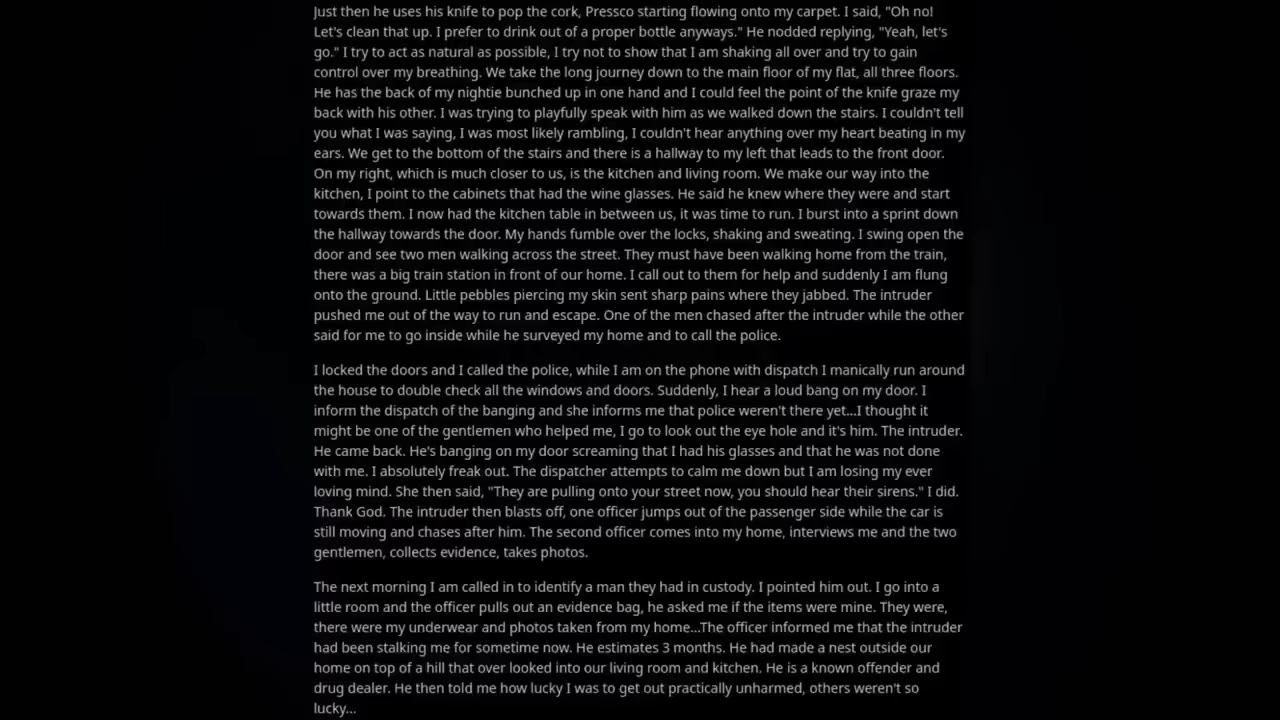 Just then he uses his knife to pop the cork, Pressco starting flowing onto my carpet. I said, "Oh no!
Let's clean that up. I prefer to drink out of a proper bottle anyways." He nodded replying, "Yeah, let's
go." I try to act as natural as possible, I try not to show that I am shaking all over and try to gain
control over my breathing. We take the long journey down to the main floor of my flat, all three floors.
He has the back of my nightie bunched up in one hand and I could feel the point of the knife graze my
back with his other. I was trying to playfully speak with him as we walked down the stairs. I couldn't tell
you what I was saying, I was most likely rambling, I couldn't hear anything over my heart beating in my
ears. We get to the bottom of the stairs and there is a hallway to my left that leads to the front door.
On my right, which is much closer to us, is the kitchen and living room. We make our way into the
kitchen, I point to the cabinets that had the wine glasses. He said he knew where they were and start
towards them. I now had the kitchen table in between us, it was time to run. I burst into a sprint down
the hallway towards the door. My hands fumble over the locks, shaking and sweating. I swing open the
door and see two men walking across the street. They must have been walking home from the train,
there was a big train station in front of our home. I call out to them for help and suddenly I am flung
onto the ground. Little pebbles piercing my skin sent sharp pains where they jabbed. The intruder
pushed me out of the way to run and escape. One of the men chased after the intruder while the other
said for me to go inside while he surveyed my home and to call the police.
I locked the doors and I called the police, while I am on the phone with dispatch I manically run around
the house to double check all the windows and doors. Suddenly, I hear a loud bang on my door. I
inform the dispatch of the banging and she informs me that police weren't there yet...I thought it
might be one of the gentlemen who helped me, I go to look out the eye hole and it's him. The intruder.
He came back. He's banging on my door screaming that I had his glasses and that he was not done
with me. I absolutely freak out. The dispatcher attempts to calm me down but I am losing my ever
loving mind. She then said, "They are pulling onto your street now, you should hear their sirens." I did.
Thank God. The intruder then blasts off, one officer jumps out of the passenger side while the car is
still moving and chases after him. The second officer comes into my home, interviews me and the two
gentlemen, collects evidence, takes photos.
The next morning I am called in to identify a man they had in custody. I pointed him out. I go into a
little room and the officer pulls out an evidence bag, he asked me if the items were mine. They were,
there were my underwear and photos taken from my home...The officer informed me that the intruder
had been stalking me for sometime now. He estimates 3 months. He had made a nest outside our
home on top of a hill that over looked into our living room and kitchen. He is a known offender and
drug dealer. He then told me how lucky I was to get out practically unharmed, others weren't so
lucky...